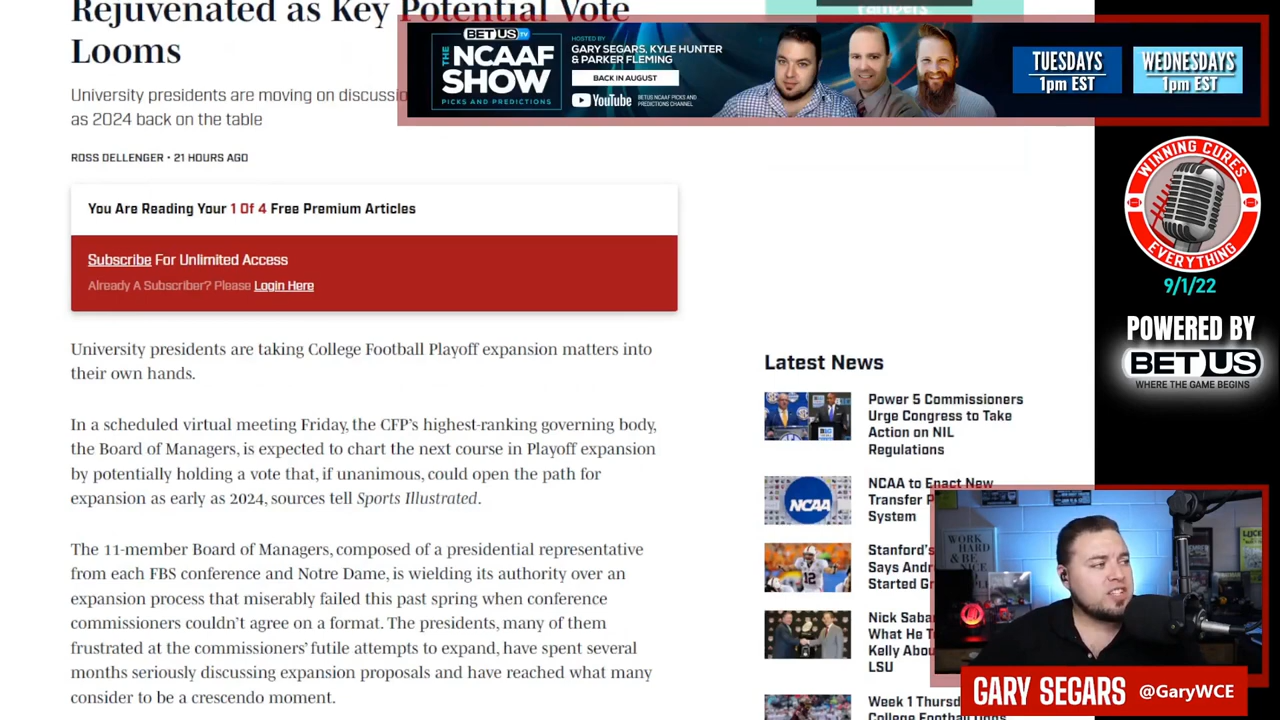 Rejuvenated as Key Potential Vote
Looms
University presidents are moving on discussio
as 2024 back on the table
ROSS DELLENGER • 21 HOURS AGO
You Are Reading Your 1 Of 4 Free Premium Articles
Subscribe For Unlimited Access
Already A Subscriber? Please Login Here
University presidents are taking College Football Playoff expansion matters into
their own hands.
In a scheduled virtual meeting Friday, the CFP's highest-ranking governing body,
the Board of Managers, is expected to chart the next course in Playoff expansion
by potentially holding a vote that, if unanimous, could open the path for
expansion as early as 2024, sources tell Sports Illustrated.
The 11-member Board of Managers, composed of a presidential representative
from each FBS conference and Notre Dame, is wielding its authority over an
expansion process that miserably failed this past spring when conference
commissioners couldn't agree on a format. The presidents, many of them
frustrated at the commissioners' futile attempts to expand, have spent several
months seriously discussing expansion proposals and have reached what many
consider to be a crescendo moment.
BETUS TV
THE
NCAAF
SHOW
PICKS AND PREDICTIONS
HOSTED BY
GARY SEGARS, KYLE HUNTER
& PARKER FLEMING
BACK IN AUGUST
YouTube
BETUS NCAAF PICKS AND
PREDICTIONS CHANNEL
TUESDAYS
1pm EST
WEDNESDAYS
1pm EST
WINNING CURES
EVERYTHING
9/1/22
POWERED BY
BETUS
WHERE THE GAME BEGINS
Latest News
Power 5 Commissioners
Urge Congress to Take
Action on NIL
Regulations
NCAA
NCAA to Enact New
Transfer P
System
12
Stanford's
Says Andr
Started Gr
Nick Saba
What He T
Kelly Abou
LSU
Week 1 Thursd
College Football Odds
WORK
HARD
& BE
NICE
GARY SEGARS @GaryWCE